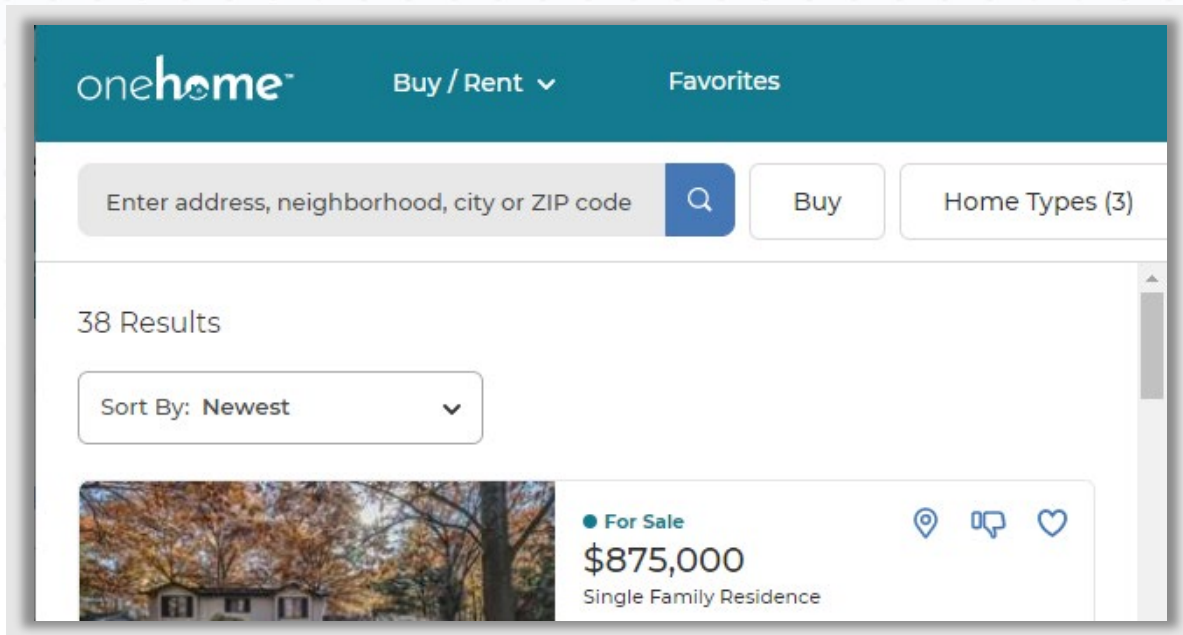 onehome™ Buy / Rent Favorites
Enter address, neighborhood, city or ZIP code Buy Home Types (3)
38 Results
Sort By: Newest
For Sale
$875,000
Single Family Residence